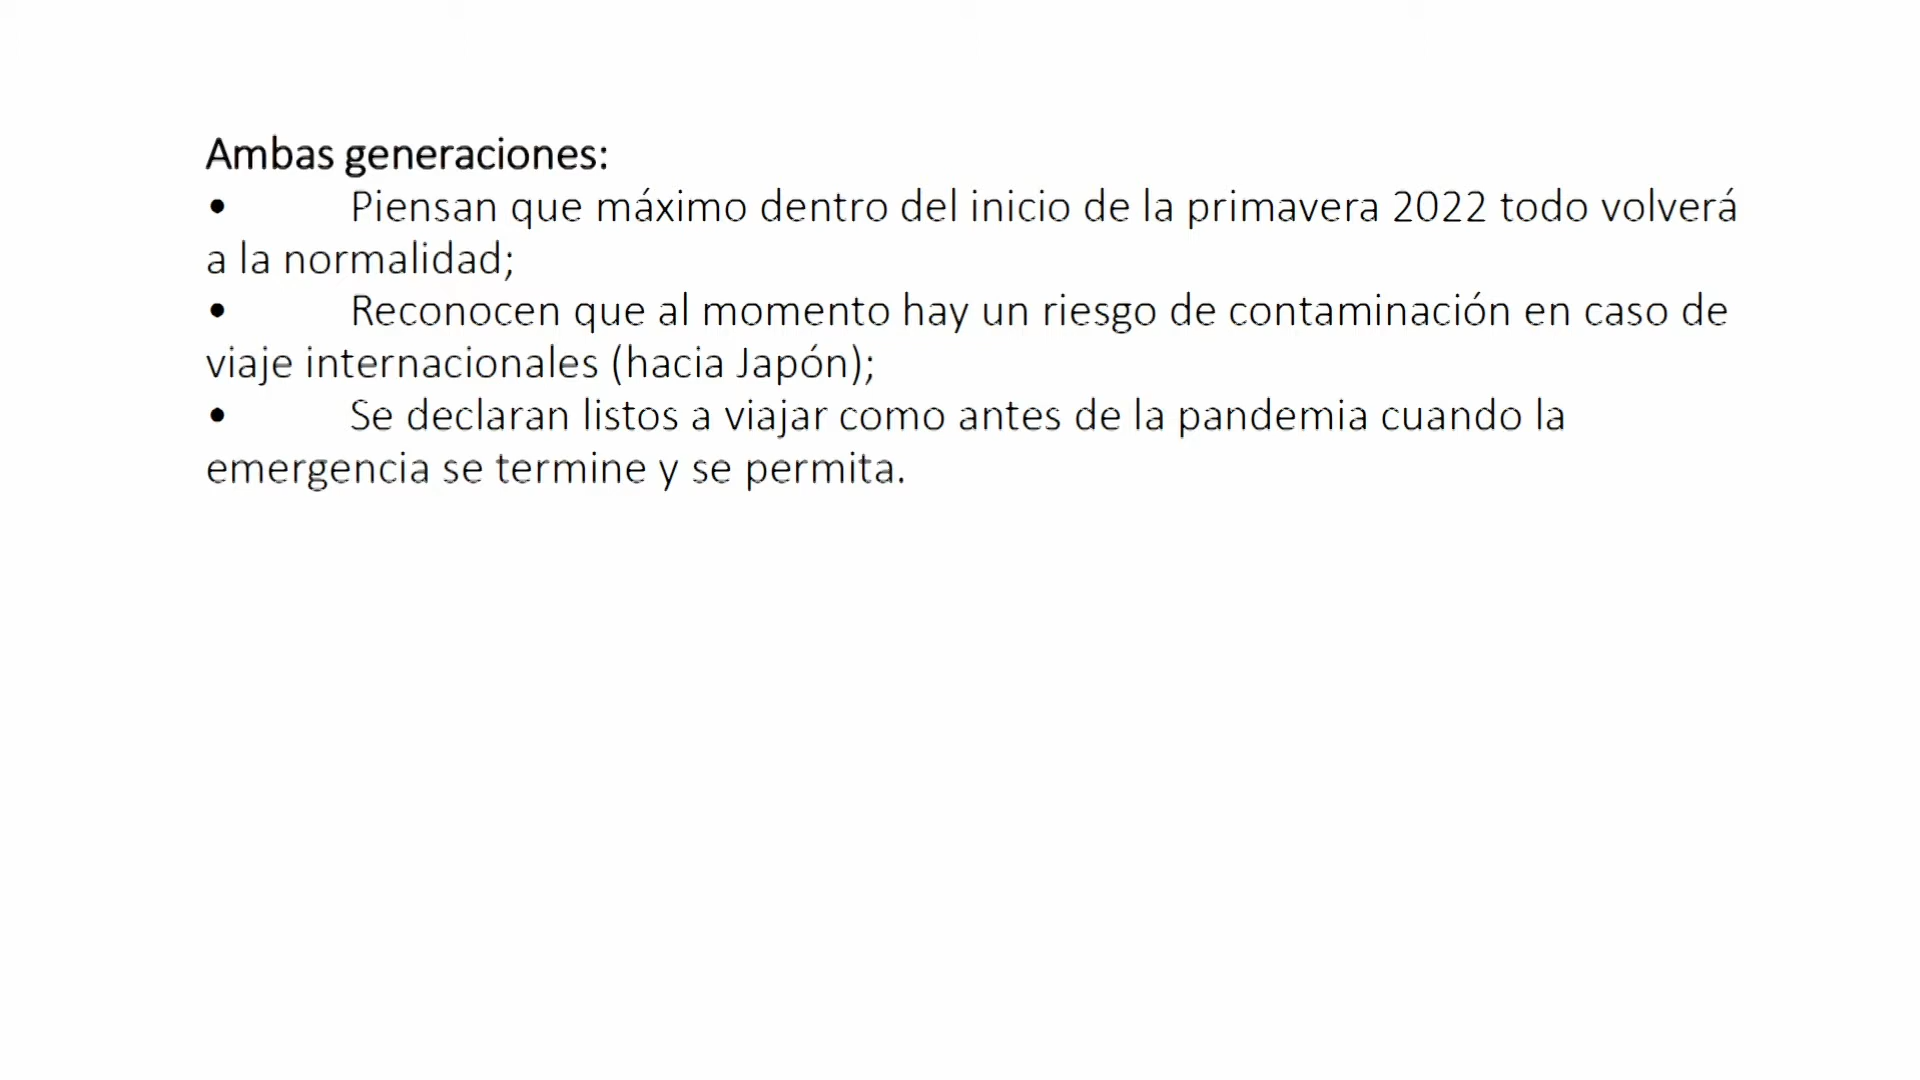 Ambas generaciones:
• Piensan que máximo dentro del inicio de la primavera 2022 todo volverá
a la normalidad;
• Reconocen que al momento hay un riesgo de contaminación en caso de
viaje internacionales (hacia Japón);
• Se declaran listos a viajar como antes de la pandemia cuando la
emergencia se termine y se permita.